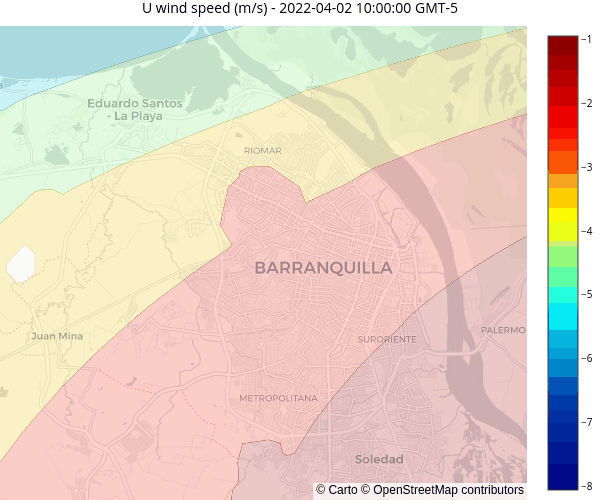 U wind speed (m/s) - 2022-04-02 10:00:00 GMT-5
Eduardo Santos
- La Playa
RIOMAR
BARRANQUILLA
Juan Mina
SURORIENTE
PALERMO
METROPOLITANA
Soledad
© Carto © OpenStreetMap contributors
−1
−2
−3
−4
−5
−6
−7
−8